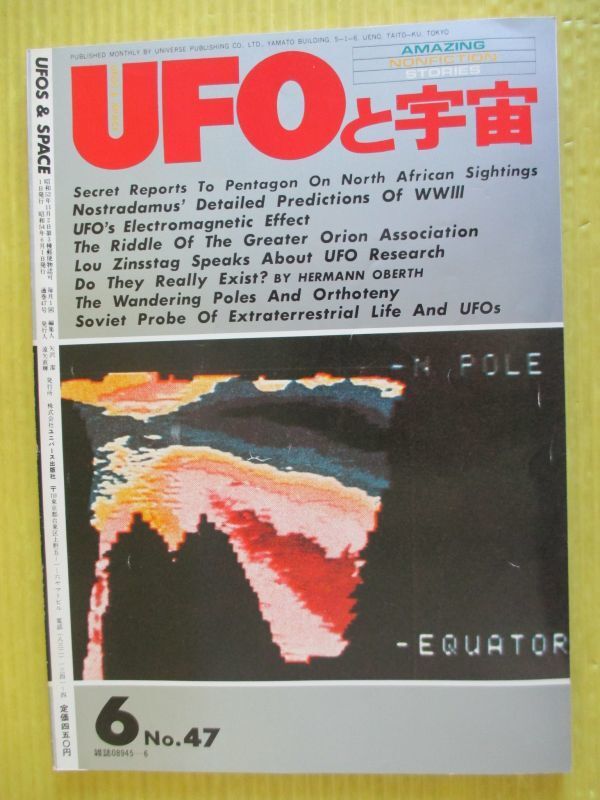 PUBLISHED MONTHLY BY UNIVERSE PUBLISHING CO., LTD., YAMATO BUILDING, 5-1-6, UENO, TAITO-KU, TOKYO
AMAZING
NONFICTION
STORIES
UFOと宇宙
Secret Reports To Pentagon On North African Sightings
Nostradamus' Detailed Predictions Of WWIII
UFO's Electromagnetic Effect
The Riddle Of The Greater Orion Association
Lou Zinsstag Speaks About UFO Research
Do They Really Exist? BY HERMANN OBERTH
The Wandering Poles And Orthoteny
Soviet Probe Of Extraterrestrial Life And UFOs
-N POLE
-EQUATOR
6 No.47
雑誌08945-6
UFOS & SPACE
定価四五〇円